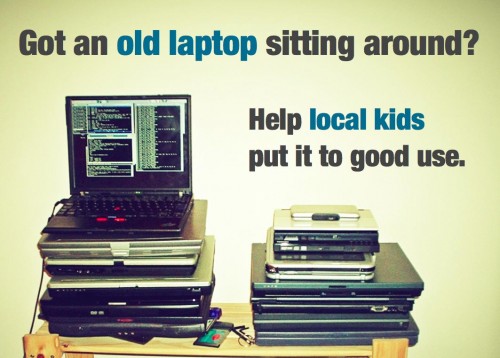 Got an old laptop sitting around?
Help local kids
put it to good use.